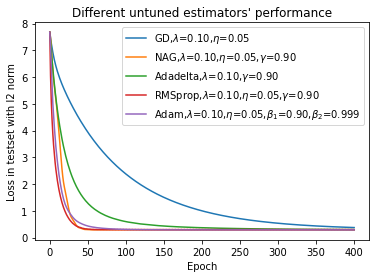 Different untuned estimators' performance
8
7
6
5
4
3
2
1
0
Loss in testset with l2 norm
GD,λ=0.10,η=0.05
NAG,λ=0.10,η=0.05,γ=0.90
Adadelta,λ=0.10,γ=0.90
RMSprop,λ=0.10,η=0.05,γ=0.90
Adam,λ=0.10,η=0.05,β₁=0.90,β₂=0.999
0 50 100 150 200 250 300 350 400
Epoch